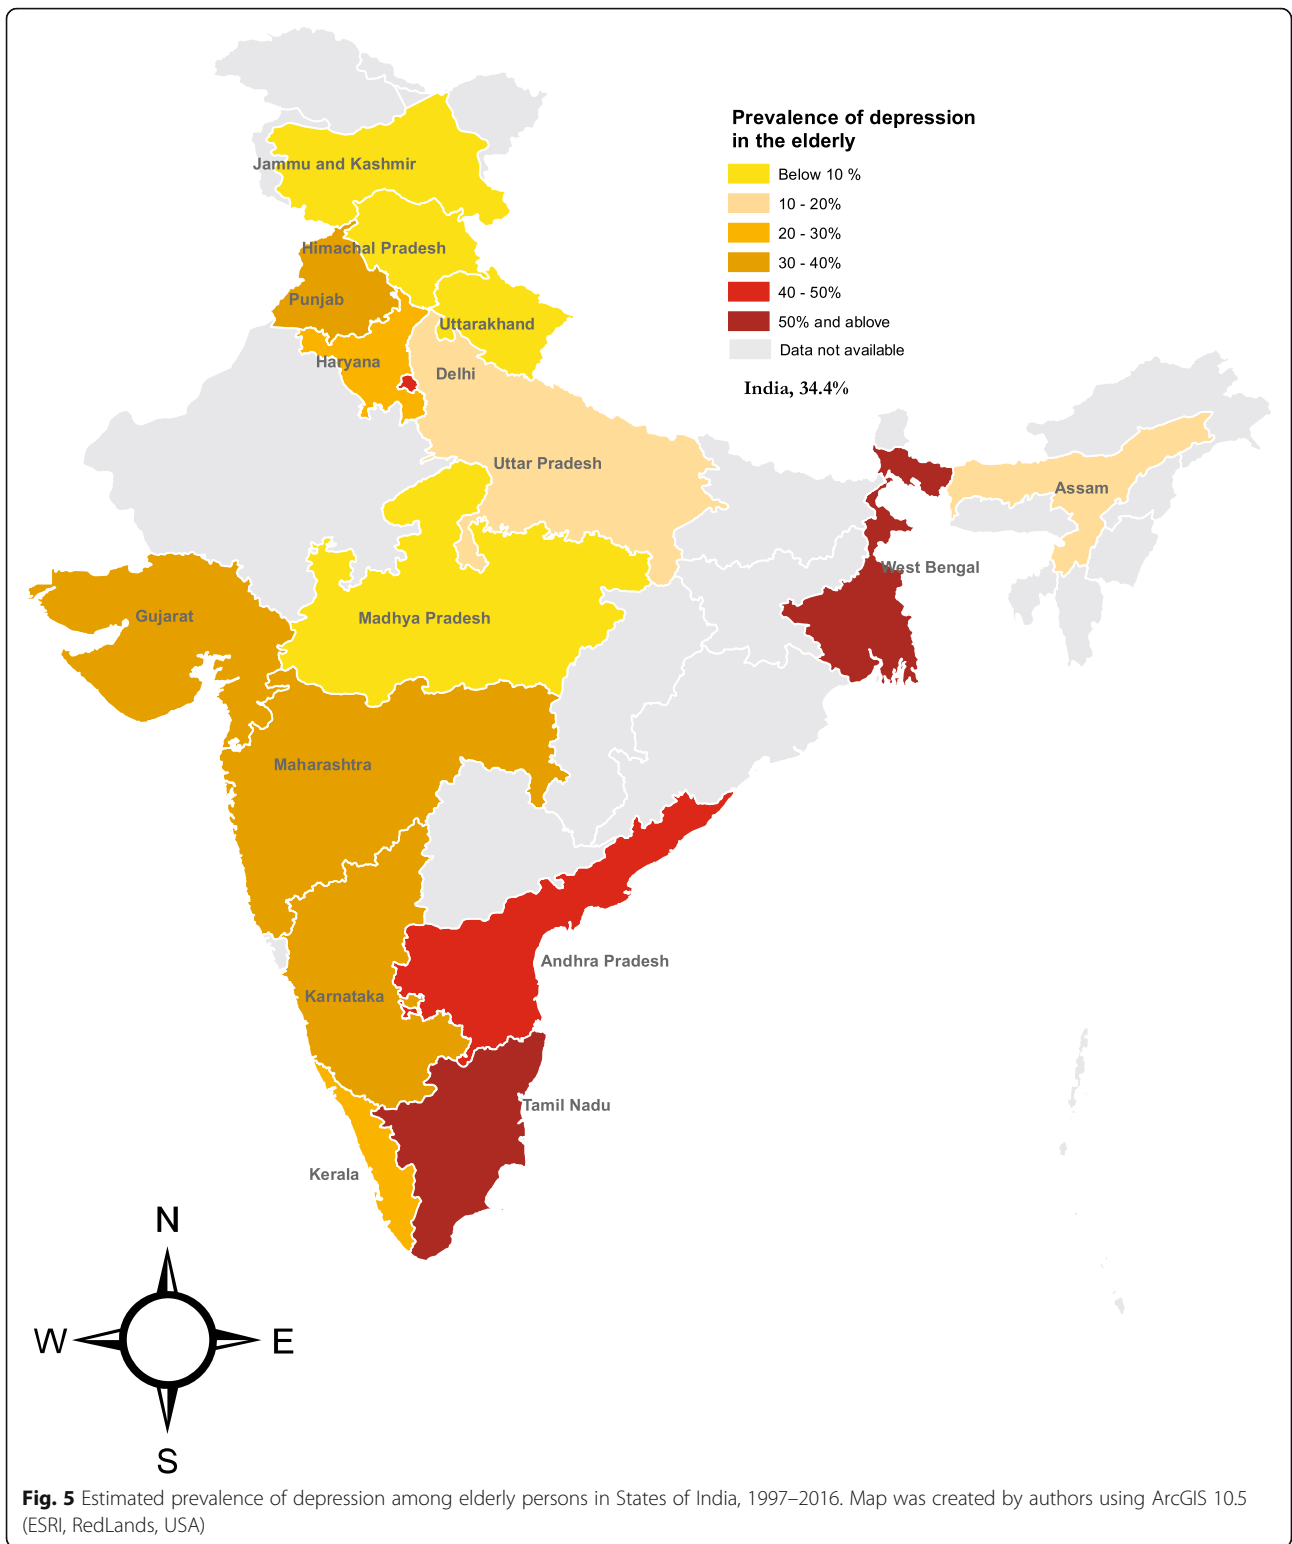 Prevalence of depression
in the elderly
Below 10 %
10 - 20%
20 - 30%
30 - 40%
40 - 50%
50% and ablove
Data not available
India, 34.4%
Jammu and Kashmir
Himachal Pradesh
Punjab
Uttarakhand
Haryana
Delhi
Uttar Pradesh
Assam
West Bengal
Gujarat
Madhya Pradesh
Maharashtra
Andhra Pradesh
Karnataka
Tamil Nadu
Kerala
N
W
E
S
Fig. 5 Estimated prevalence of depression among elderly persons in States of India, 1997–2016. Map was created by authors using ArcGIS 10.5
(ESRI, RedLands, USA)